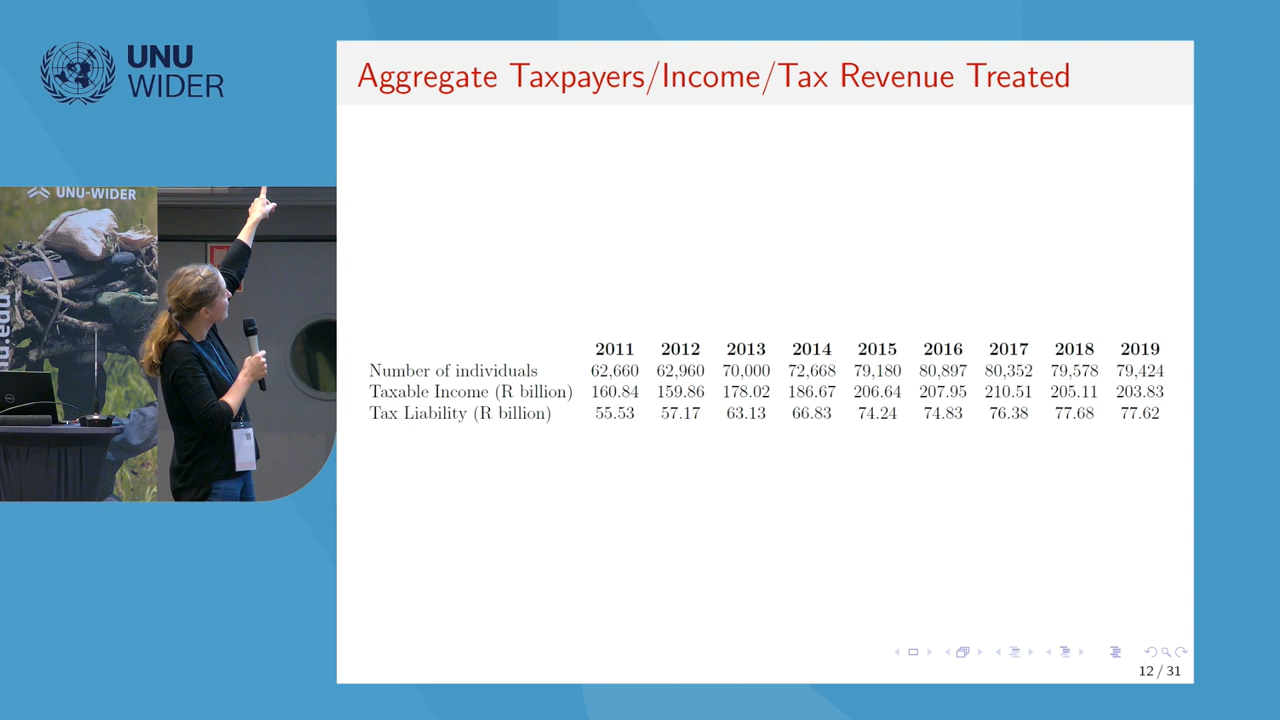 UNU
WIDER
Aggregate Taxpayers/Income/Tax Revenue Treated
UNU-WIDER
u.edu
2011 2012 2013 2014 2015 2016 2017 2018 2019
Number of individuals 62,660 62,960 70,000 72,668 79,180 80,897 80,352 79,578 79,424
Taxable Income (R billion) 160.84 159.86 178.02 186.67 206.64 207.95 210.51 205.11 203.83
Tax Liability (R billion) 55.53 57.17 63.13 66.83 74.24 74.83 76.38 77.68 77.62
12 / 31